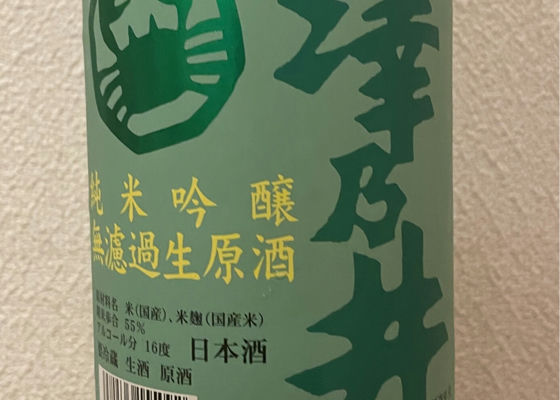 澤乃井
純米吟醸
無濾過生原酒
原材料名 米(国産)、米麹(国産米)
精米歩合 55%
アルコール分 16度 日本酒
要冷蔵 生酒 原酒